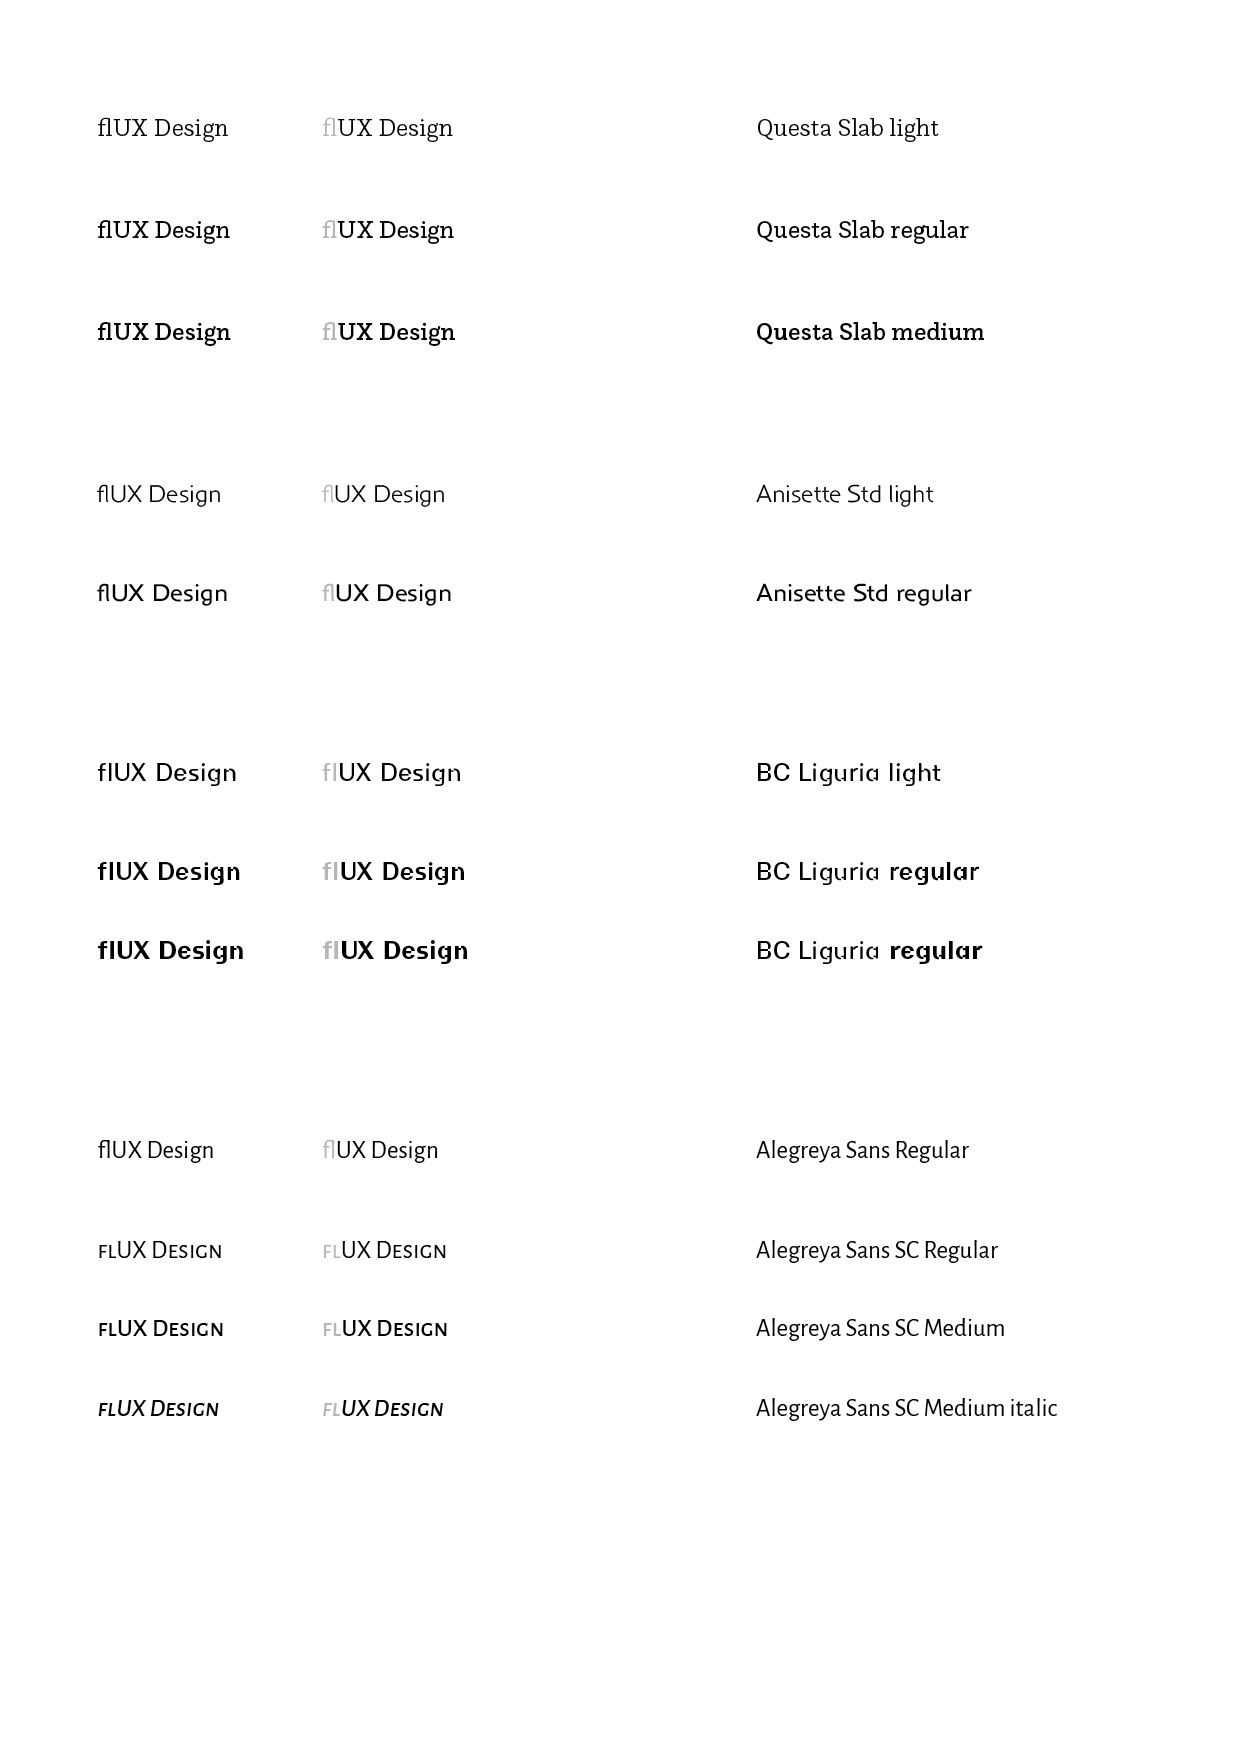 flUX Design flUX Design Questa Slab light
flUX Design flUX Design Questa Slab regular
flUX Design flUX Design Questa Slab medium
flUX Design flUX Design Anisette Std light
flUX Design flUX Design Anisette Std regular
flUX Design flUX Design BC Liguria light
flUX Design flUX Design BC Liguria regular
flUX Design flUX Design BC Liguria regular
flUX Design flUX Design Alegreya Sans Regular
flUX Design flUX Design Alegreya Sans SC Regular
flUX Design flUX Design Alegreya Sans SC Medium
flUX Design flUX Design Alegreya Sans SC Medium italic